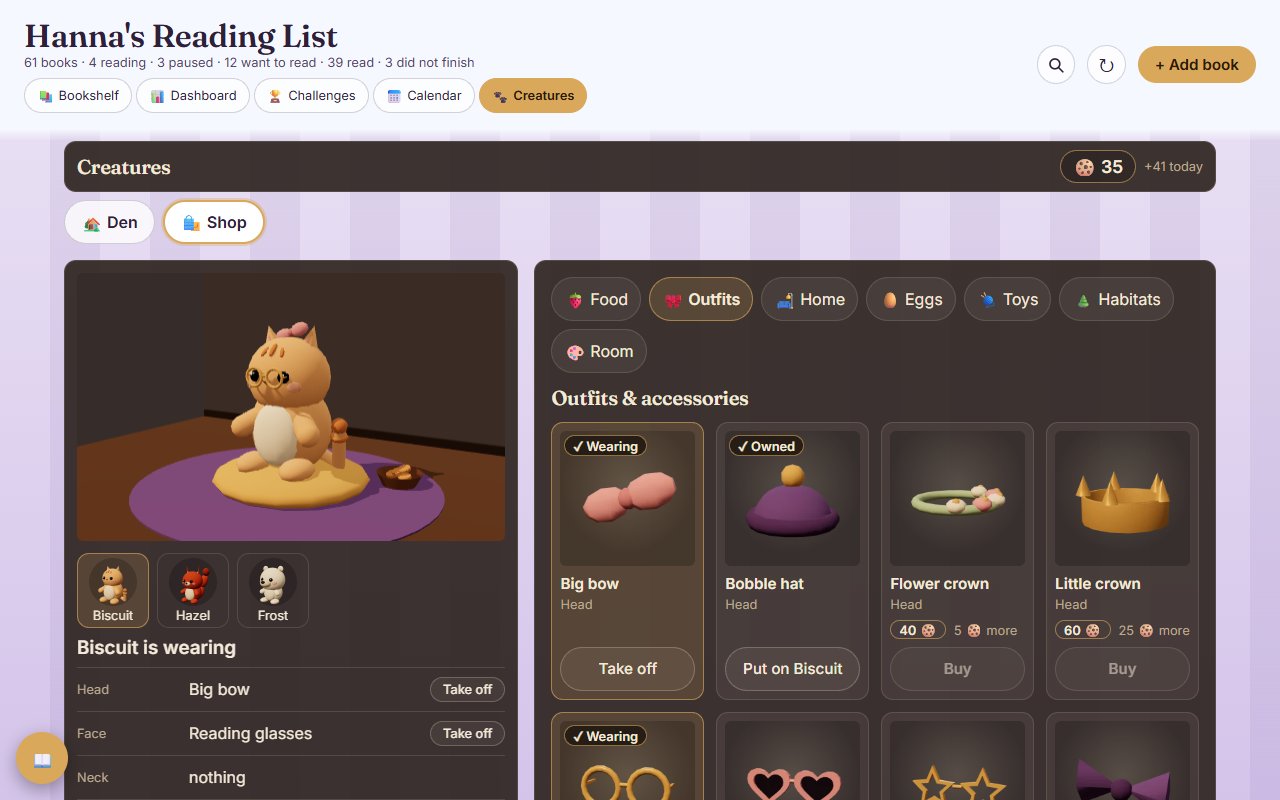 Hanna's Reading List
61 books · 4 reading · 3 paused · 12 want to read · 39 read · 3 did not finish
Bookshelf
Dashboard
Challenges
Calendar
Creatures
+ Add book
Creatures
35
+41 today
Den
Shop
Food
Outfits
Home
Eggs
Toys
Habitats
Room
Outfits & accessories
✓ Wearing
Big bow
Head
Take off
✓ Owned
Bobble hat
Head
Put on Biscuit
Flower crown
Head
40
5 more
Buy
Little crown
Head
60
25 more
Buy
✓ Wearing
Biscuit
Hazel
Frost
Biscuit is wearing
Head Big bow Take off
Face Reading glasses Take off
Neck nothing